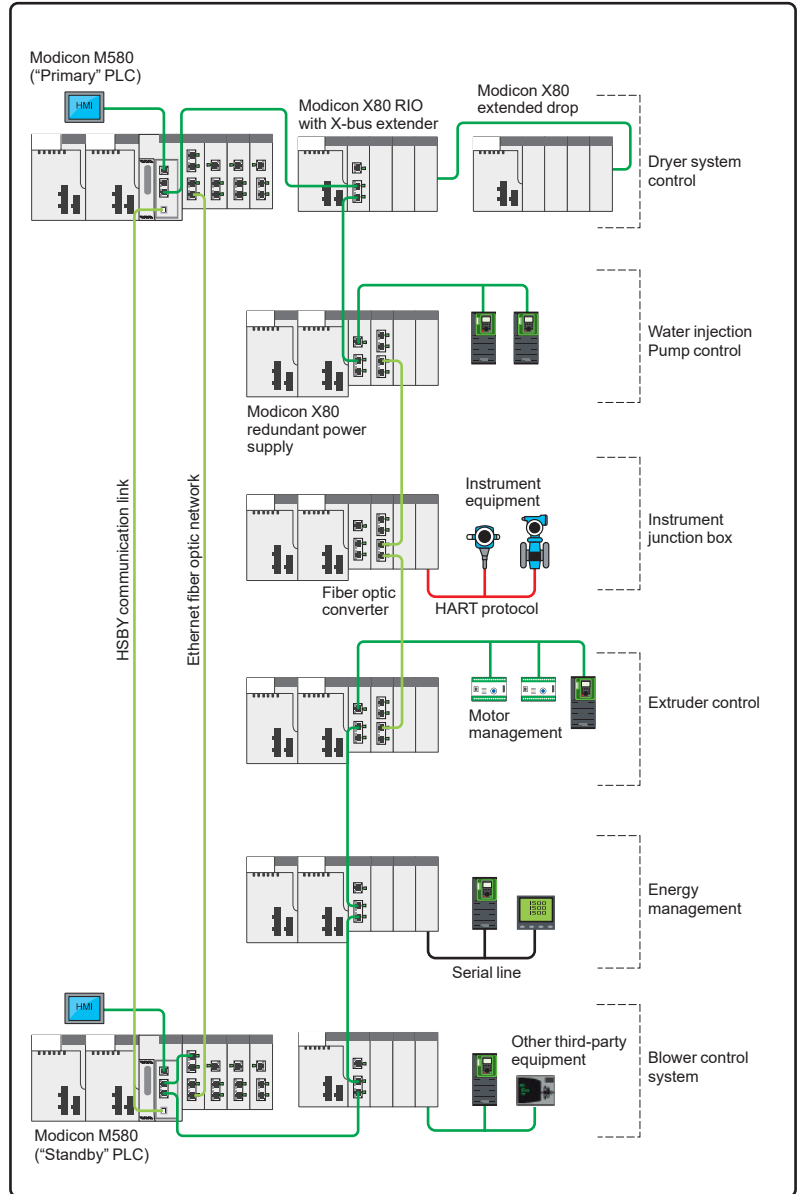 Modicon M580
(“Primary” PLC)
HMI
Modicon X80 RIO
with X-bus extender
Modicon X80
extended drop
Dryer system
control
Water injection
Pump control
Modicon X80
redundant power
supply
HSBY communication link
Ethernet fiber optic network
Instrument
equipment
Instrument
junction box
Fiber optic
converter
HART protocol
Motor
management
Extruder control
1500
1500
1500
Energy
management
Serial line
HMI
Other third-party
equipment
Blower control
system
Modicon M580
(“Standby” PLC)